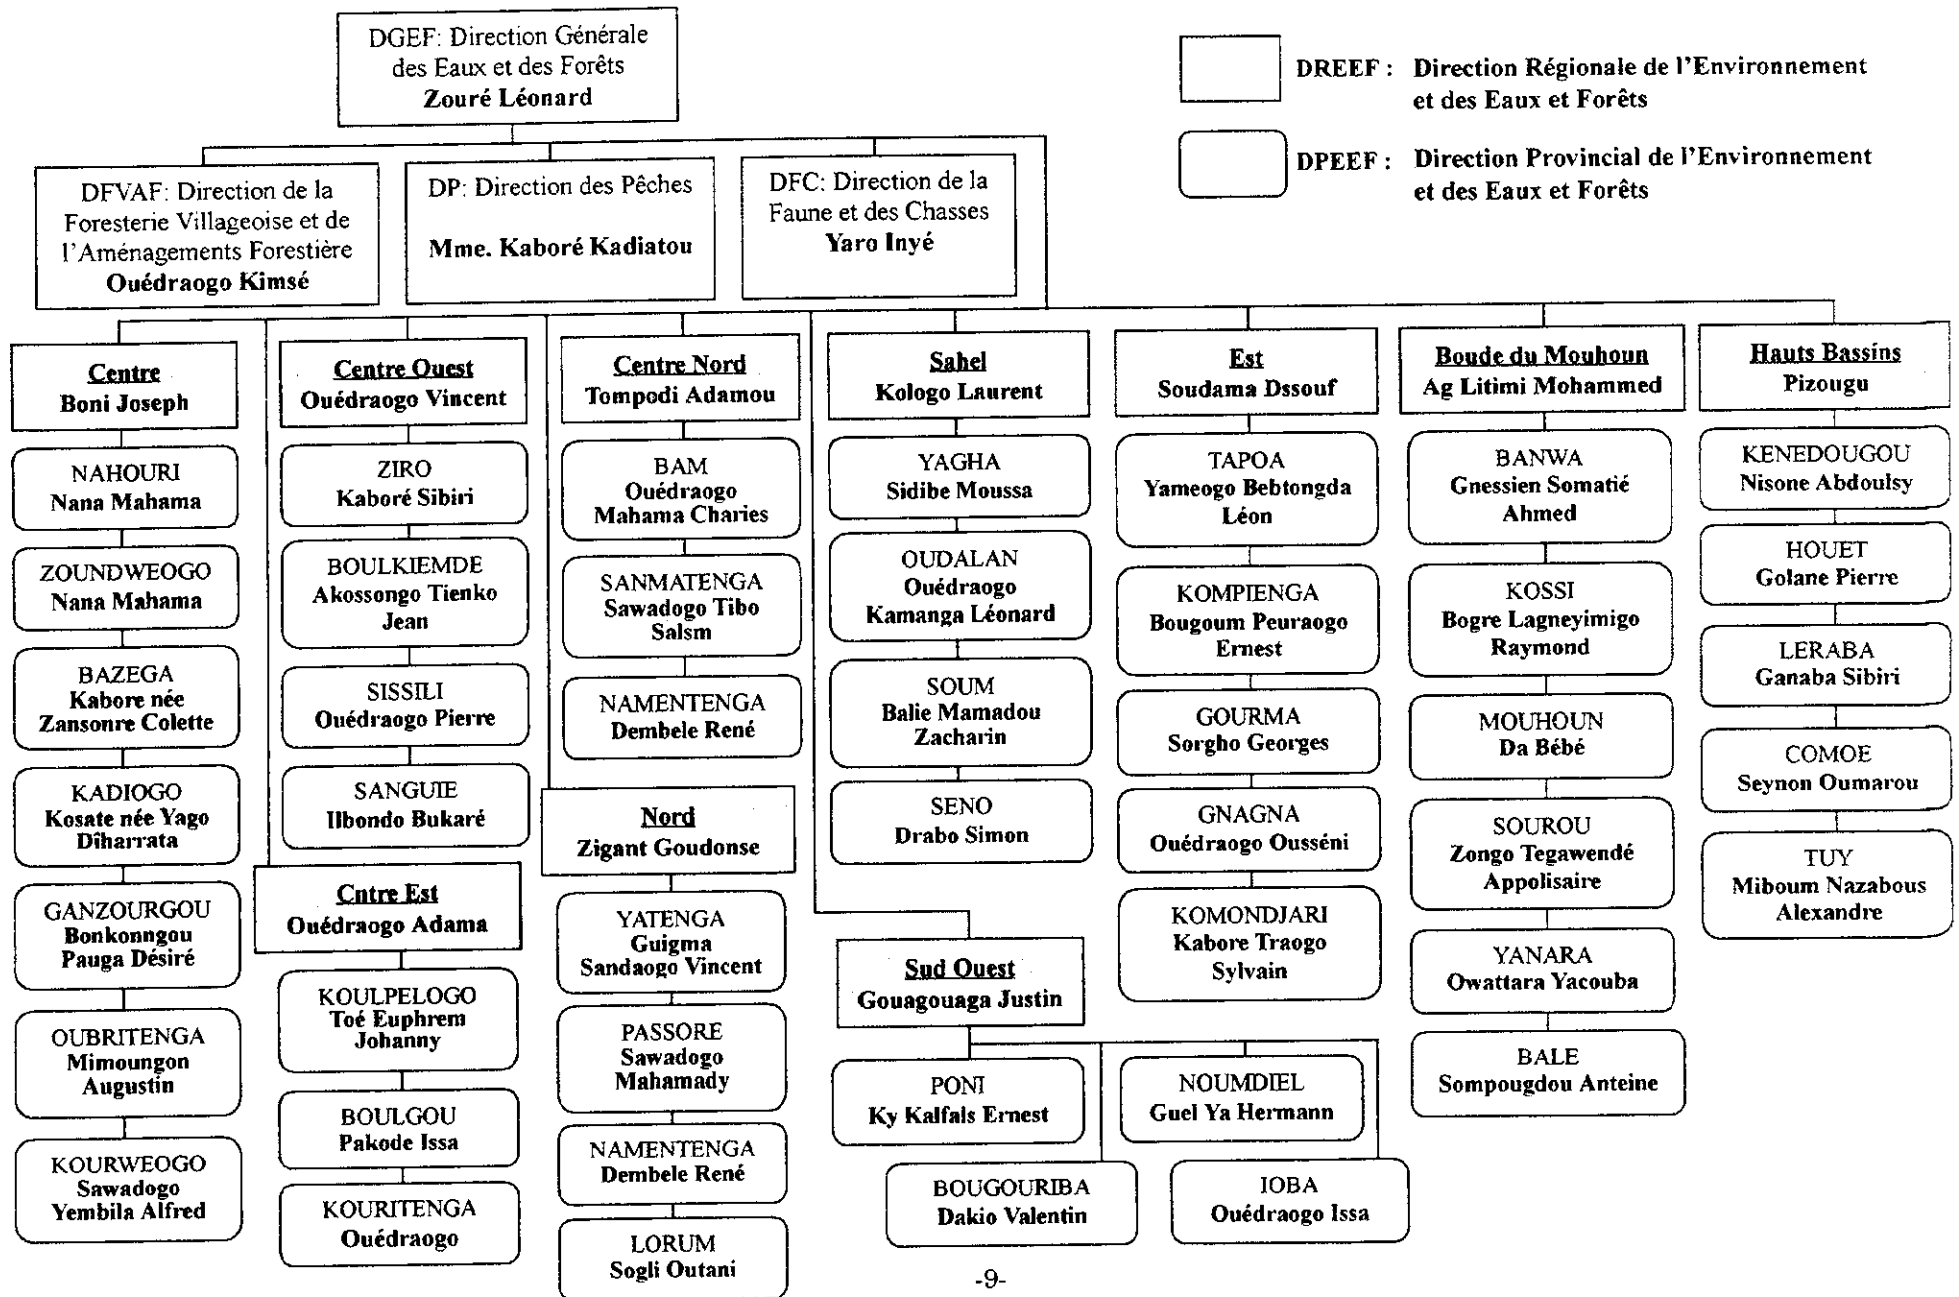 DGEF: Direction Générale
des Eaux et des Forêts
Zouré Léonard
DREEF : Direction Régionale de l'Environnement
et des Eaux et Forêts
DPEEF : Direction Provincial de l'Environnement
et des Eaux et Forêts
DFVAF: Direction de la
Foresterie Villageoise et de
l'Aménagements Forestière
Ouédraogo Kimsé
DP: Direction des Pêches
Mme. Kaboré Kadiatou
DFC: Direction de la
Faune et des Chasses
Yaro Inyé
Centre
Boni Joseph
NAHOURI
Nana Mahama
ZOUNDWEOGO
Nana Mahama
BAZEGA
Kabore née
Zansonre Colette
KADIOGO
Kosate née Yago
Dîharrata
GANZOURGOU
Bonkonngou
Pauga Désiré
OUBRITENGA
Mimoungon
Augustin
KOURWEOGO
Sawadogo
Yembila Alfred
Centre Ouest
Ouédraogo Vincent
ZIRO
Kaboré Sibiri
BOULKIEMDE
Akossongo Tienko
Jean
SISSILI
Ouédraogo Pierre
SANGUIE
Ilbondo Bukaré
Cntre Est
Ouédraogo Adama
KOULPELOGO
Toé Euphrem
Johanny
BOULGOU
Pakode Issa
KOURITENGA
Ouédraogo
Centre Nord
Tompodi Adamou
BAM
Ouédraogo
Mahama Charies
SANMATENGA
Sawadogo Tibo
Salsm
NAMENTENGA
Dembele René
Nord
Zigant Goudonse
YATENGA
Guigma
Sandaogo Vincent
PASSORE
Sawadogo
Mahamady
NAMENTENGA
Dembele René
LORUM
Sogli Outani
Sahel
Kologo Laurent
YAGHA
Sidibe Moussa
OUDALAN
Ouédraogo
Kamanga Léonard
SOUM
Balie Mamadou
Zacharin
SENO
Drabo Simon
Sud Ouest
Gouagouaga Justin
PONI
Ky Kalfals Ernest
NOUMDIEL
Guel Ya Hermann
BOUGOURIBA
Dakio Valentin
IOBA
Ouédraogo Issa
Est
Soudama Dssouf
TAPOA
Yameogo Bebtongda
Léon
KOMPIENGA
Bougoum Peuraogo
Ernest
GOURMA
Sorgho Georges
GNAGNA
Ouédraogo Ousséni
KOMONDJARI
Kabore Traogo
Sylvain
Boude du Mouhoun
Ag Litimi Mohammed
BANWA
Gnessien Somatié
Ahmed
KOSSI
Bogre Lagneyimigo
Raymond
MOUHOUN
Da Bébé
SOUROU
Zongo Tegawendé
Appolisaire
YANARA
Owattara Yacouba
BALE
Sompougdou Anteine
Hauts Bassins
Pizougu
KENEDOUGOU
Nisone Abdoulsy
HOUET
Golane Pierre
LERABA
Ganaba Sibiri
COMOE
Seynon Oumarou
TUY
Miboum Nazabous
Alexandre
-9-